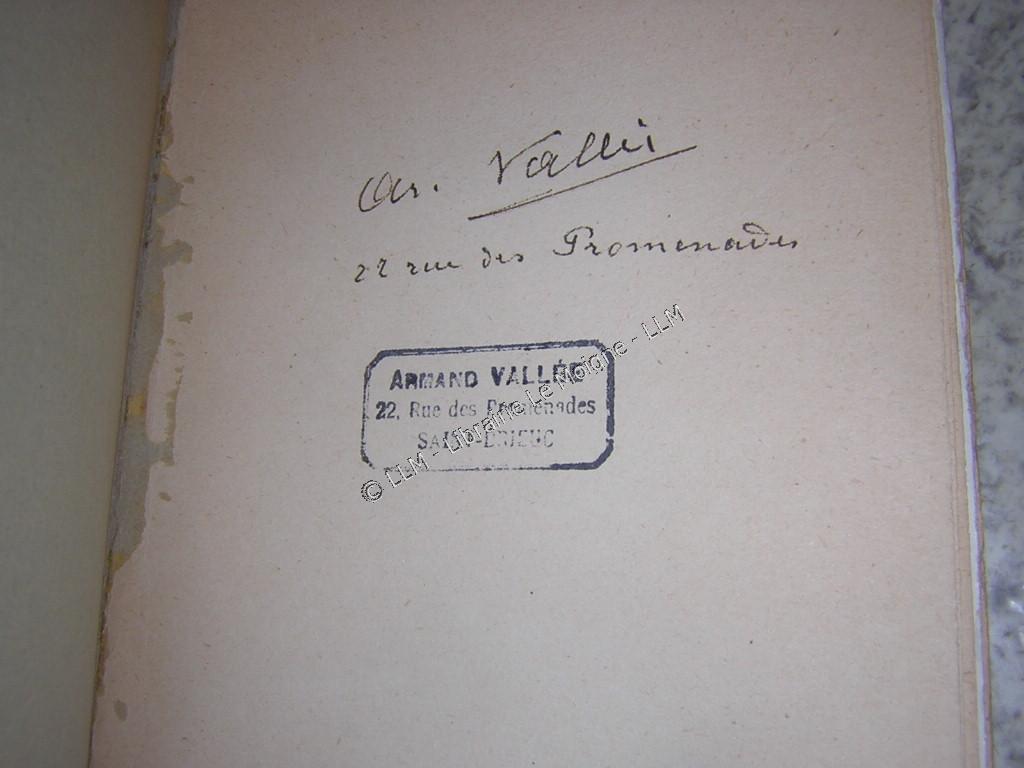 Ar. Vallée
22 rue des Promenades
ARMAND VALLÉE
22, Rue des Promenades
SAINT-BRIEUC
© LLM - Librairie Le Moigne - LLM